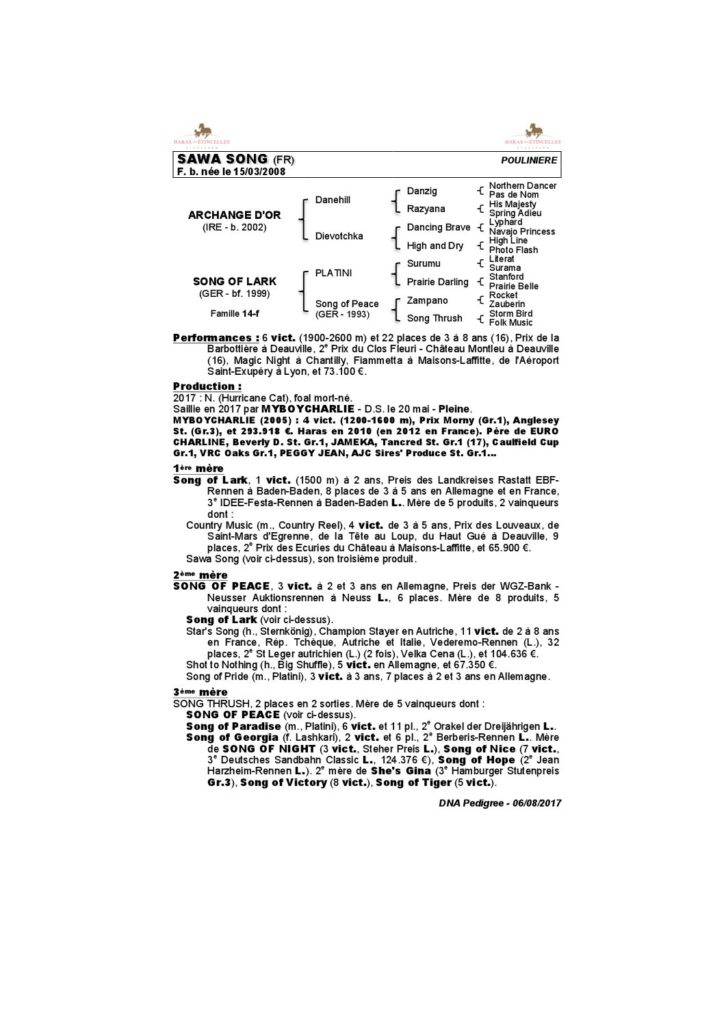 HARAS DES ETINCELLES
HARAS DES ETINCELLES
SAWA SONG (FR) POULINIERE
F. b. née le 15/03/2008
Northern Dancer
Danzig
Pas de Nom
Danehill
His Majesty
Razyana
Spring Adieu
ARCHANGE D'OR
(IRE - b. 2002)
Lyphard
Dancing Brave
Navajo Princess
Dievotchka
High Line
High and Dry
Photo Flash
Literat
Surumu
Surama
PLATINI
Stanford
Prairie Darling
Prairie Belle
SONG OF LARK
(GER - bf. 1999)
Rocket
Zampano
Zauberin
Song of Peace
(GER - 1993)
Famille 14-f
Storm Bird
Song Thrush
Folk Music
Performances : 6 vict. (1900-2600 m) et 22 places de 3 à 8 ans (16), Prix de la
Barbottière à Deauville, 2e Prix du Clos Fleuri - Château Montleu à Deauville
(16), Magic Night à Chantilly, Fiammetta à Maisons-Laffitte, de l'Aéroport
Saint-Exupéry à Lyon, et 73.100 €.
Production :
2017 : N. (Hurricane Cat), foal mort-né.
Saillie en 2017 par MYBOYCHARLIE - D.S. le 20 mai - Pleine.
MYBOYCHARLIE (2005) : 4 vict. (1200-1600 m), Prix Morny (Gr.1), Anglesey
St. (Gr.3), et 293.918 €. Haras en 2010 (en 2012 en France). Père de EURO
CHARLINE, Beverly D. St. Gr.1, JAMEKA, Tancred St. Gr.1 (17), Caulfield Cup
Gr.1, VRC Oaks Gr.1, PEGGY JEAN, AJC Sires' Produce St. Gr.1...
1ère mère
Song of Lark, 1 vict. (1500 m) à 2 ans, Preis des Landkreises Rastatt EBF-
Rennen à Baden-Baden, 8 places de 3 à 5 ans en Allemagne et en France,
3e IDEE-Festa-Rennen à Baden-Baden L.. Mère de 5 produits, 2 vainqueurs
dont :
Country Music (m., Country Reel), 4 vict. de 3 à 5 ans, Prix des Louveaux, de
Saint-Mars d'Egrenne, de la Tête au Loup, du Haut Gué à Deauville, 9
places, 2e Prix des Ecuries du Château à Maisons-Laffitte, et 65.900 €.
Sawa Song (voir ci-dessus), son troisième produit.
2ème mère
SONG OF PEACE, 3 vict. à 2 et 3 ans en Allemagne, Preis der WGZ-Bank -
Neusser Auktionsrennen à Neuss L., 6 places. Mère de 8 produits, 5
vainqueurs dont :
Song of Lark (voir ci-dessus).
Star's Song (h., Sternkönig), Champion Stayer en Autriche, 11 vict. de 2 à 8 ans
en France, Rép. Tchèque, Autriche et Italie, Vederemo-Rennen (L.), 32
places, 2e St Leger autrichien (L.) (2 fois), Velka Cena (L.), et 104.636 €.
Shot to Nothing (h., Big Shuffle), 5 vict. en Allemagne, et 67.350 €.
Song of Pride (m., Platini), 3 vict. à 3 ans, 7 places à 2 et 3 ans en Allemagne.
3ème mère
SONG THRUSH, 2 places en 2 sorties. Mère de 5 vainqueurs dont :
SONG OF PEACE (voir ci-dessus).
Song of Paradise (m., Platini), 6 vict. et 11 pl., 2e Orakel der Dreijährigen L..
Song of Georgia (f. Lashkari), 2 vict. et 6 pl., 2e Berberis-Rennen L.. Mère
de SONG OF NIGHT (3 vict., Steher Preis L.), Song of Nice (7 vict.,
3e Deutsches Sandbahn Classic L., 124.376 €), Song of Hope (2e Jean
Harzheim-Rennen L.). 2e mère de She's Gina (3e Hamburger Stutenpreis
Gr.3), Song of Victory (8 vict.), Song of Tiger (5 vict.).
DNA Pedigree - 06/08/2017